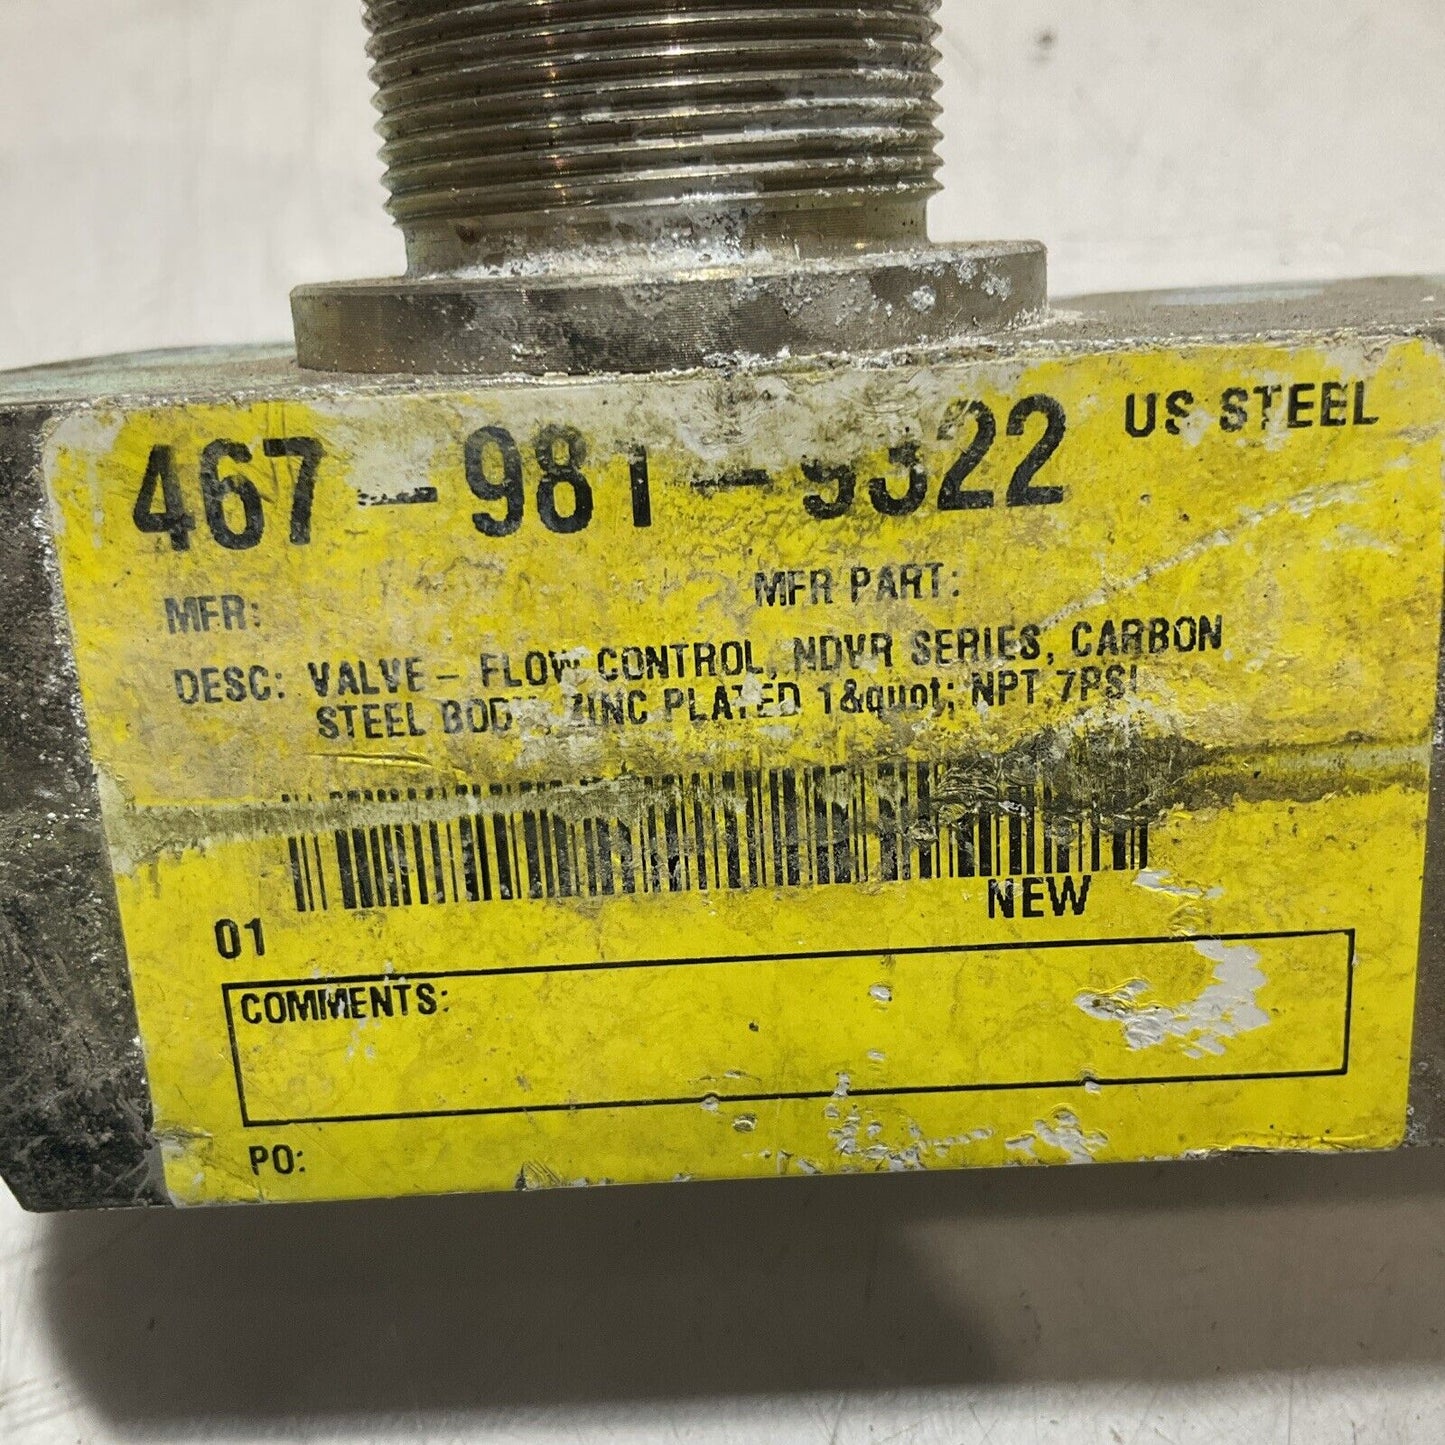 467-981-9322 US STEEL
MFR: MFR PART:
DESC: VALVE - FLOW CONTROL, NDVR SERIES, CARBON
STEEL BODY, ZINC PLATED 1&quot; NPT, 7PSI
01 NEW
COMMENTS:
PO: